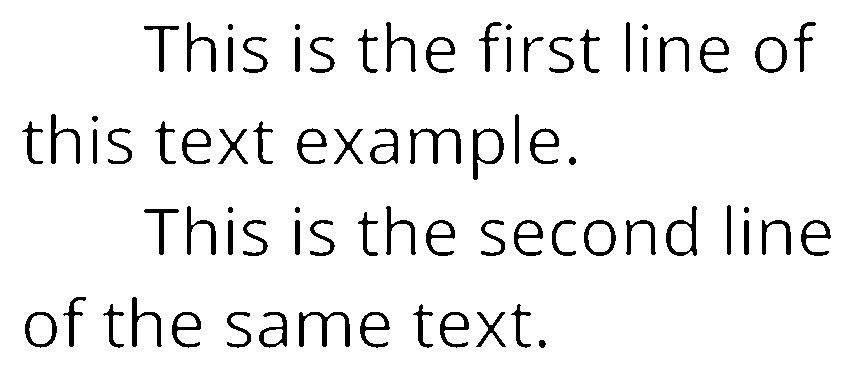 This is the first line of
this text example.
This is the second line
of the same text.